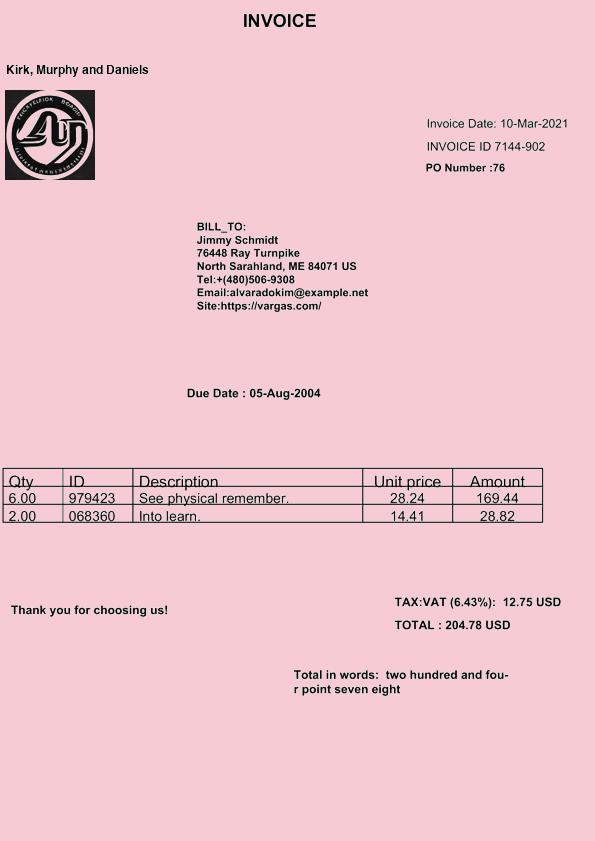 INVOICE
Kirk, Murphy and Daniels
Invoice Date: 10-Mar-2021
INVOICE ID 7144-902
PO Number :76
BILL_TO:
Jimmy Schmidt
76448 Ray Turnpike
North Sarahland, ME 84071 US
Tel:+(480)506-9308
Email:alvaradokim@example.net
Site:https://vargas.com/
Due Date : 05-Aug-2004
Qty ID Description Unit price Amount
6.00 979423 See physical remember. 28.24 169.44
2.00 068360 Into learn. 14.41 28.82
TAX:VAT (6.43%): 12.75 USD
Thank you for choosing us!
TOTAL : 204.78 USD
Total in words: two hundred and fou-
r point seven eight